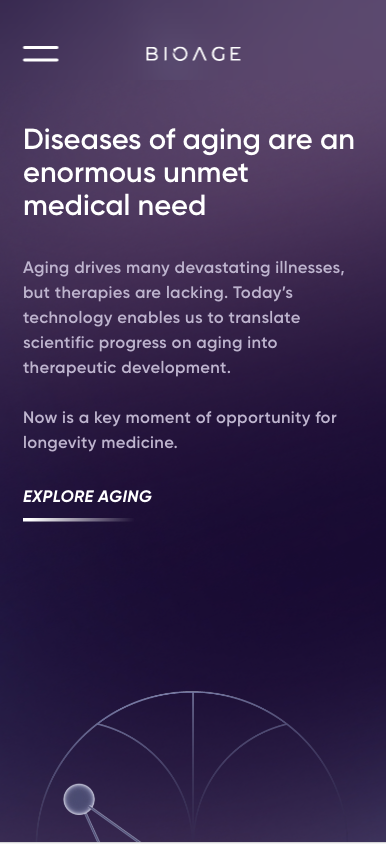 BIOAGE
Diseases of aging are an
enormous unmet
medical need
Aging drives many devastating illnesses,
but therapies are lacking. Today’s
technology enables us to translate
scientific progress on aging into
therapeutic development.
Now is a key moment of opportunity for
longevity medicine.
EXPLORE AGING